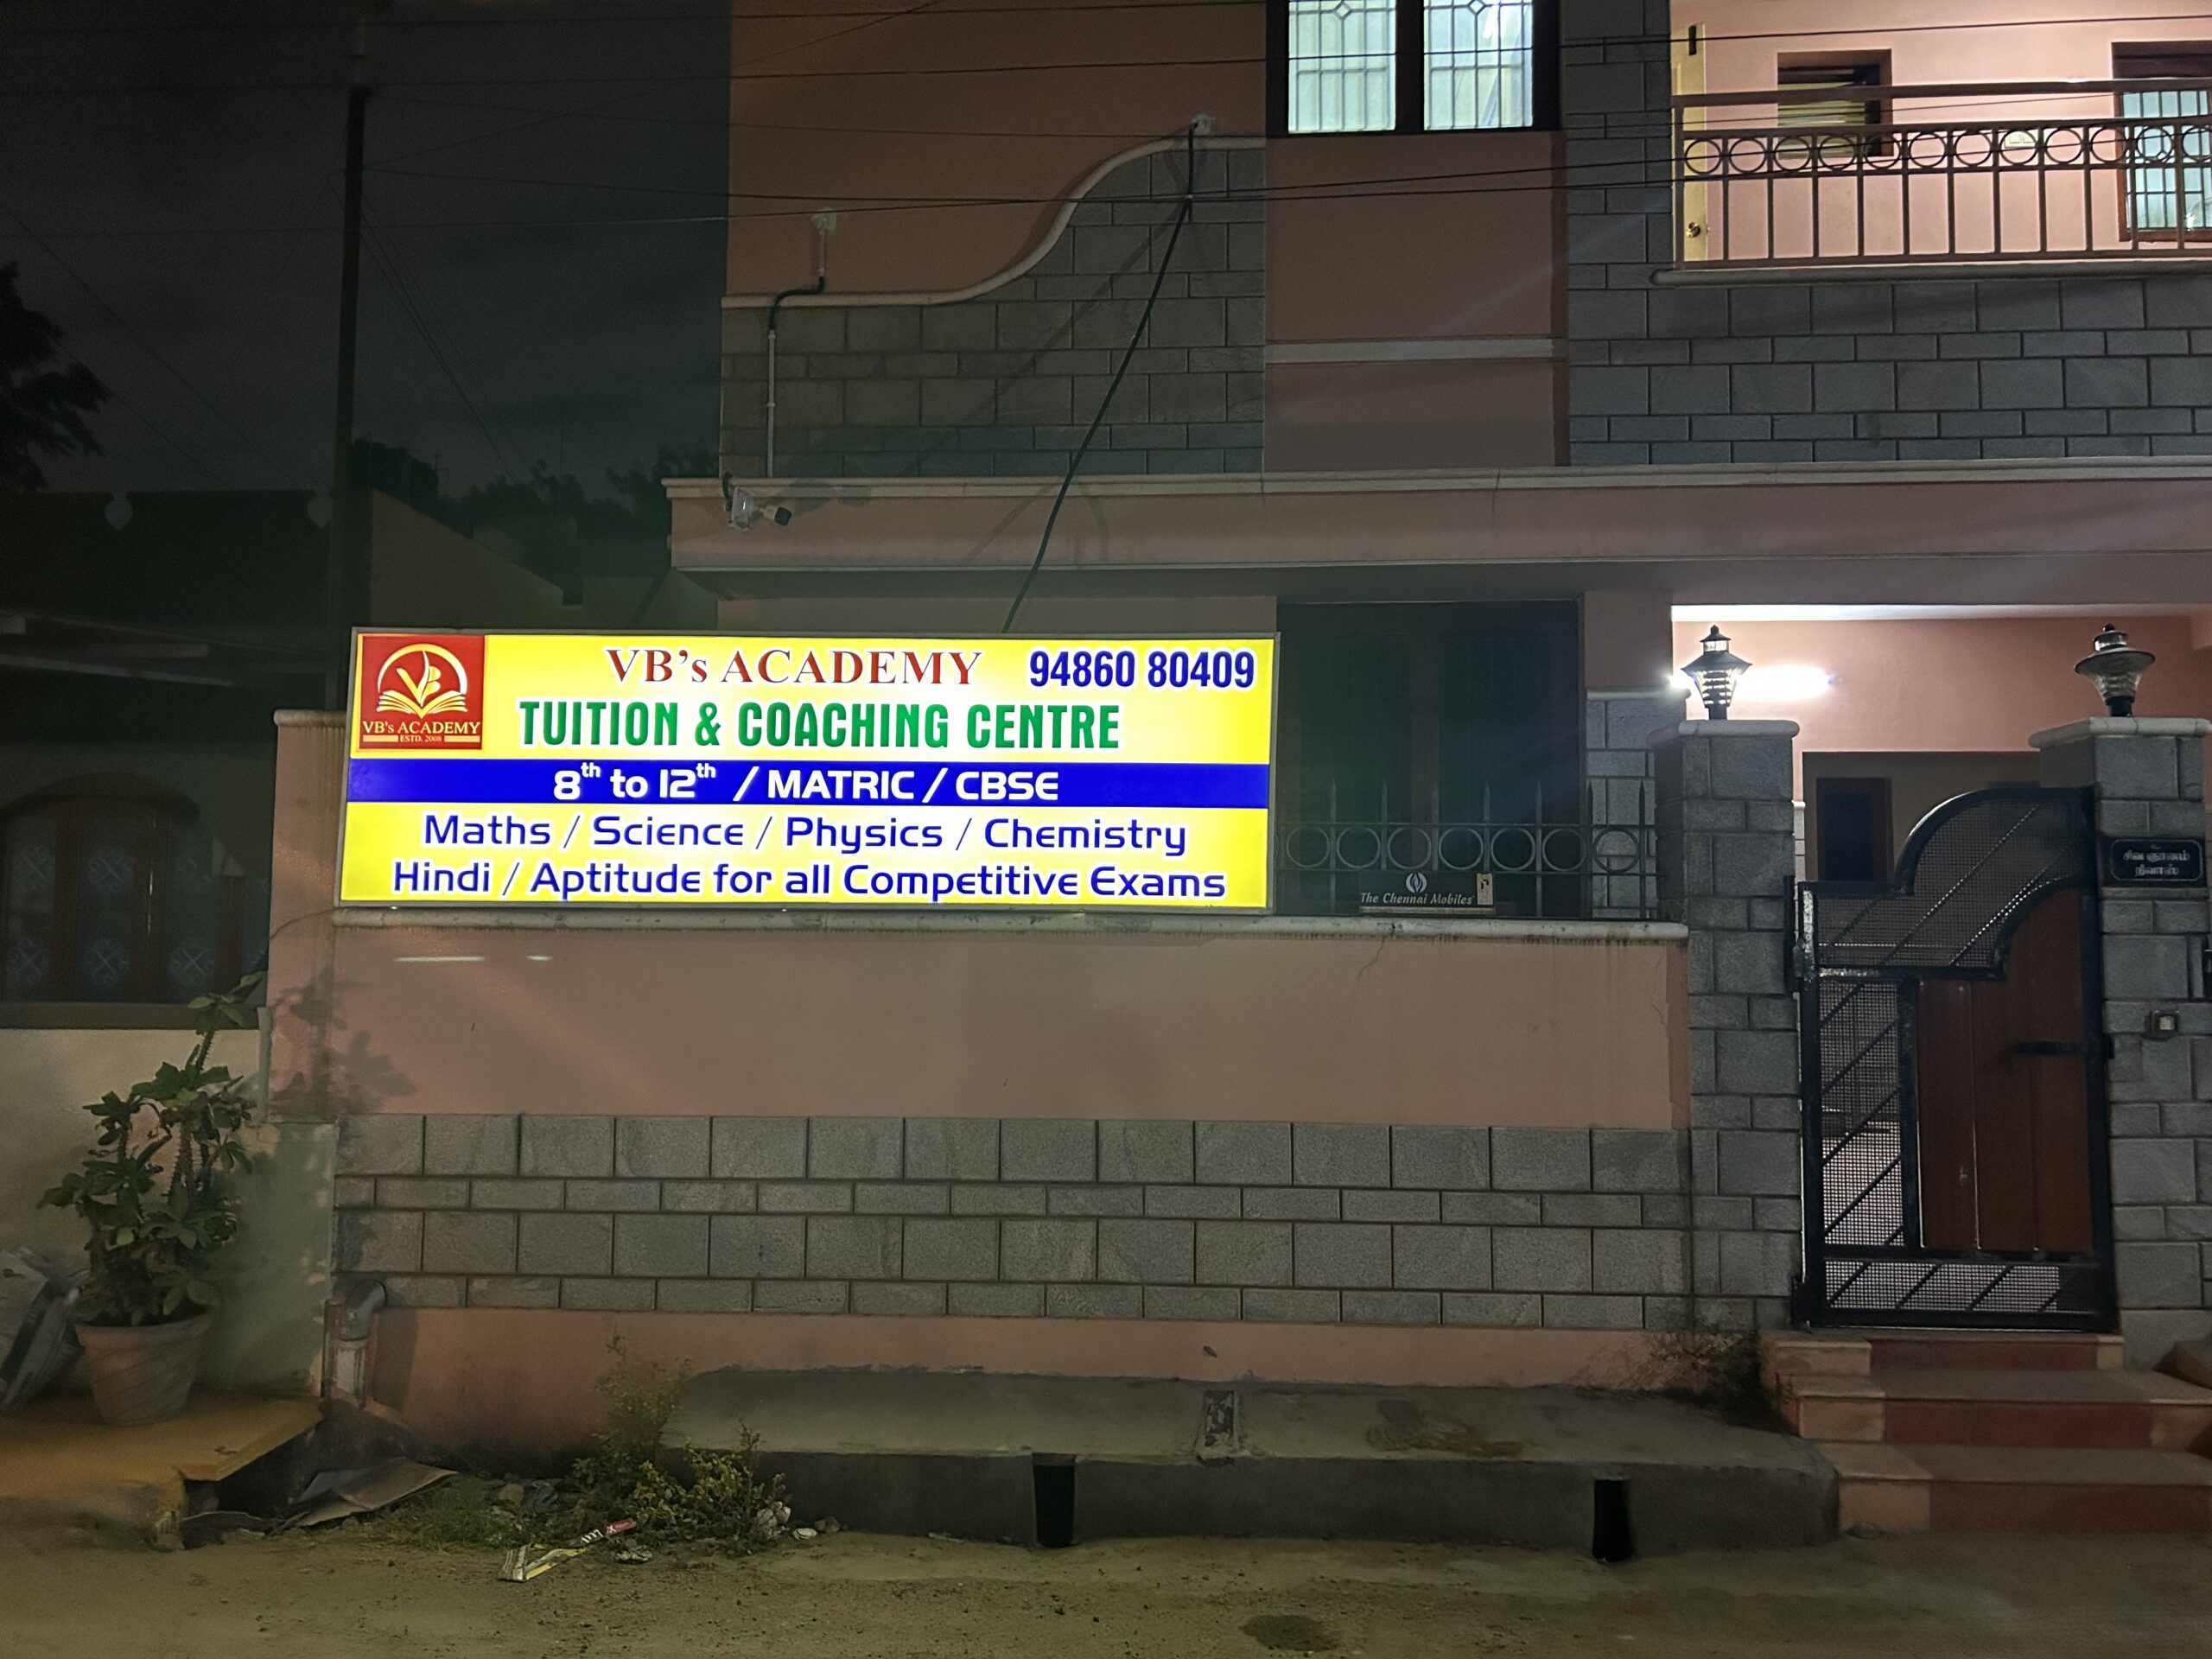 VB's ACADEMY 94860 80409
TUITION & COACHING CENTRE
VB's ACADEMY
ESTD. 2008
8th to 12th / MATRIC / CBSE
Maths / Science / Physics / Chemistry
Hindi / Aptitude for all Competitive Exams
The Chennai Mobiles
சிவ ஞானம்
நிவாஸ்